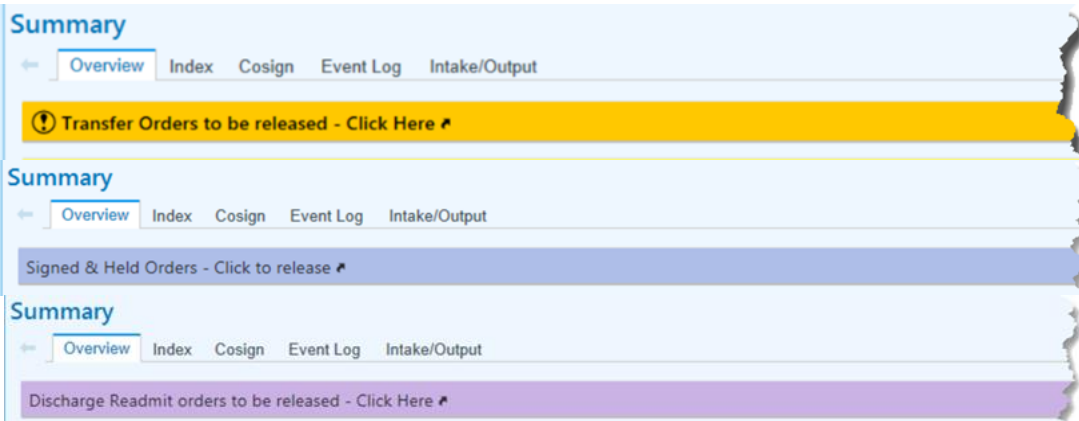 Summary
Overview Index Cosign Event Log Intake/Output
Transfer Orders to be released - Click Here
Summary
Overview Index Cosign Event Log Intake/Output
Signed & Held Orders - Click to release
Summary
Overview Index Cosign Event Log Intake/Output
Discharge Readmit orders to be released - Click Here